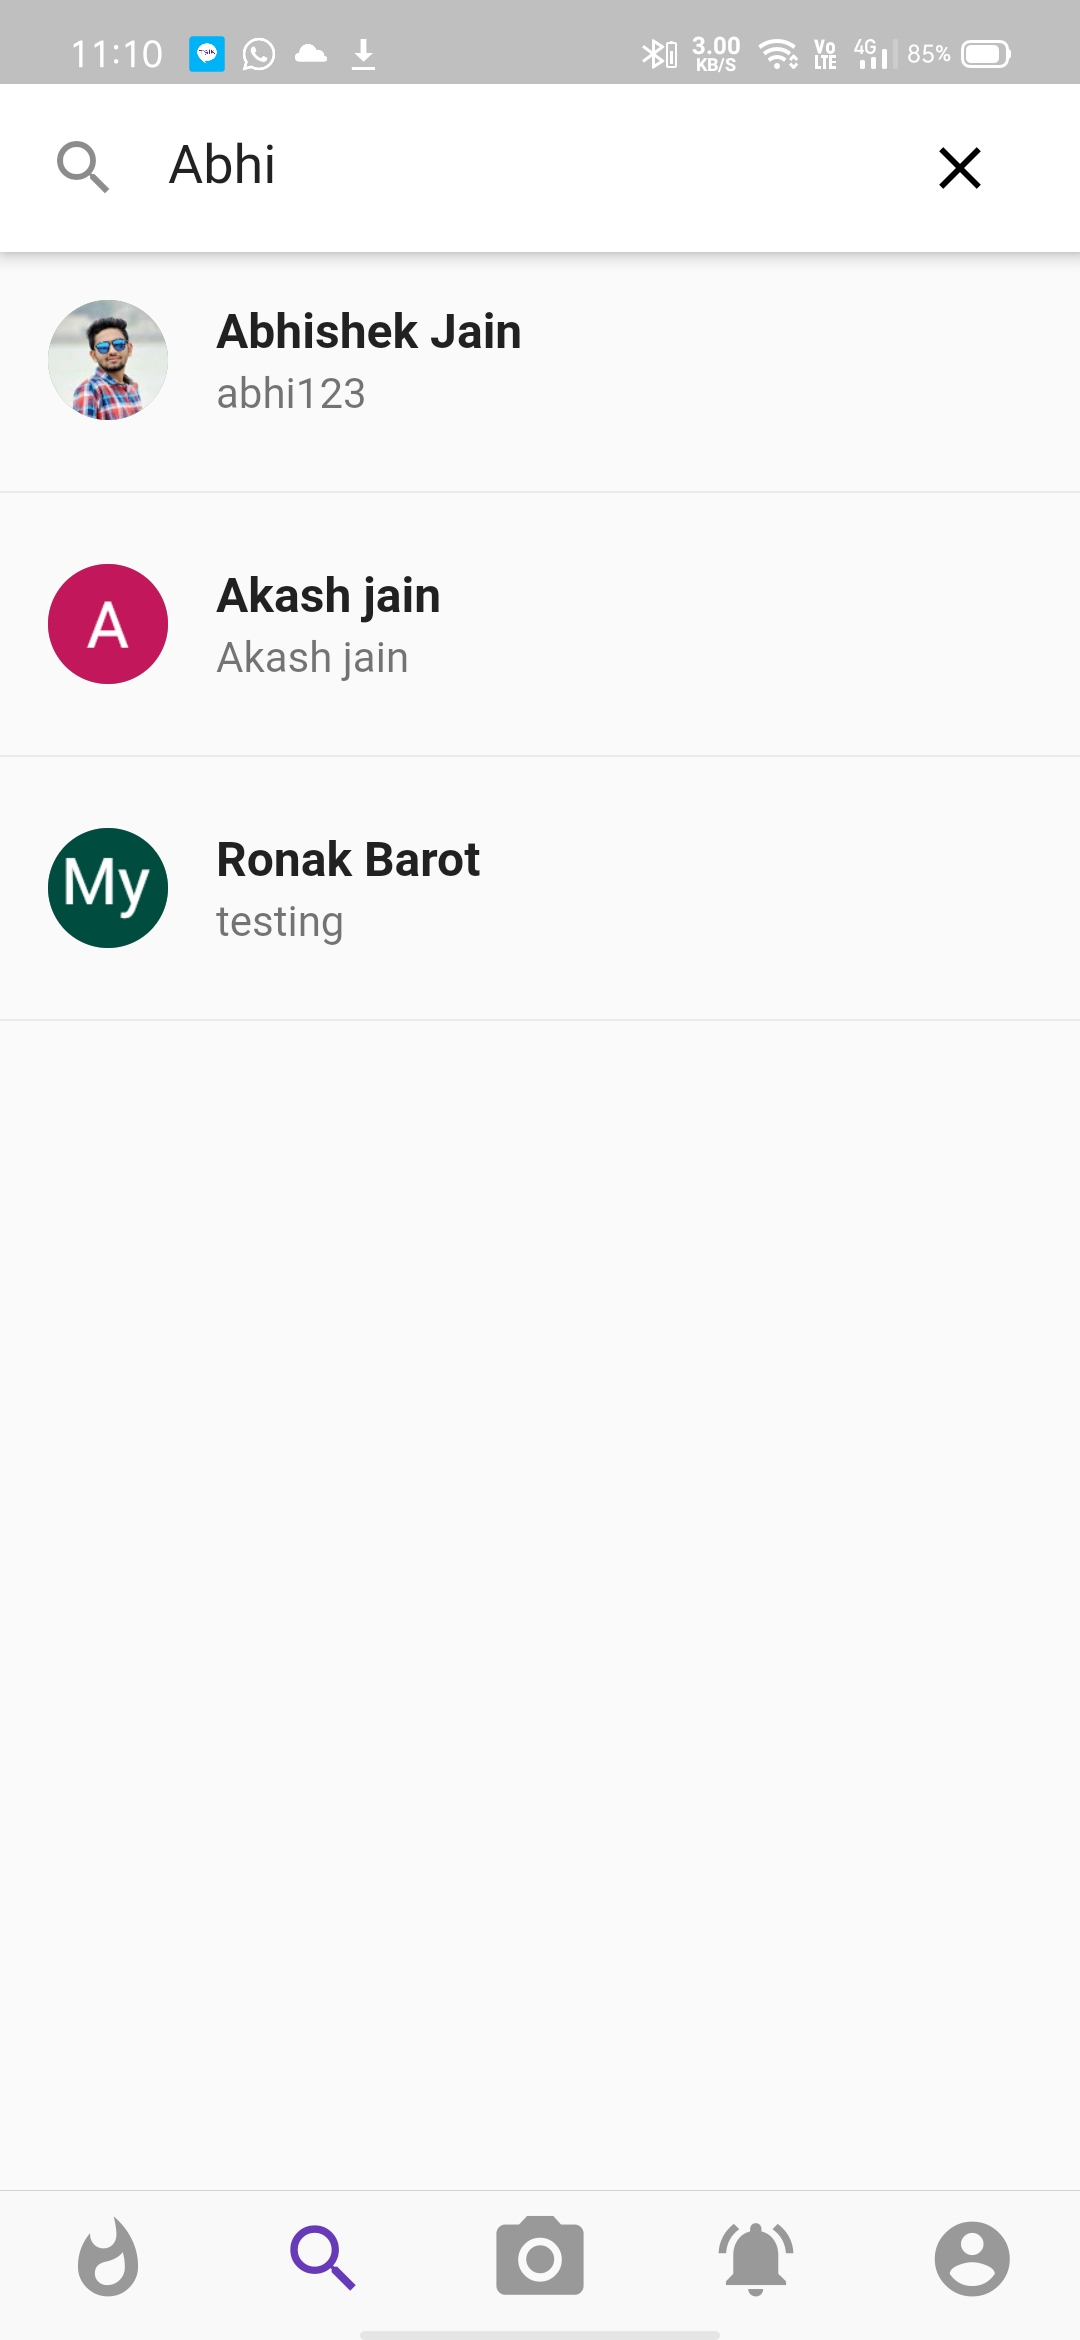 11:10
3.00 KB/S
Vo LTE
4G
85%
Abhi
Abhishek Jain
abhi123
A
Akash jain
Akash jain
My
Ronak Barot
testing